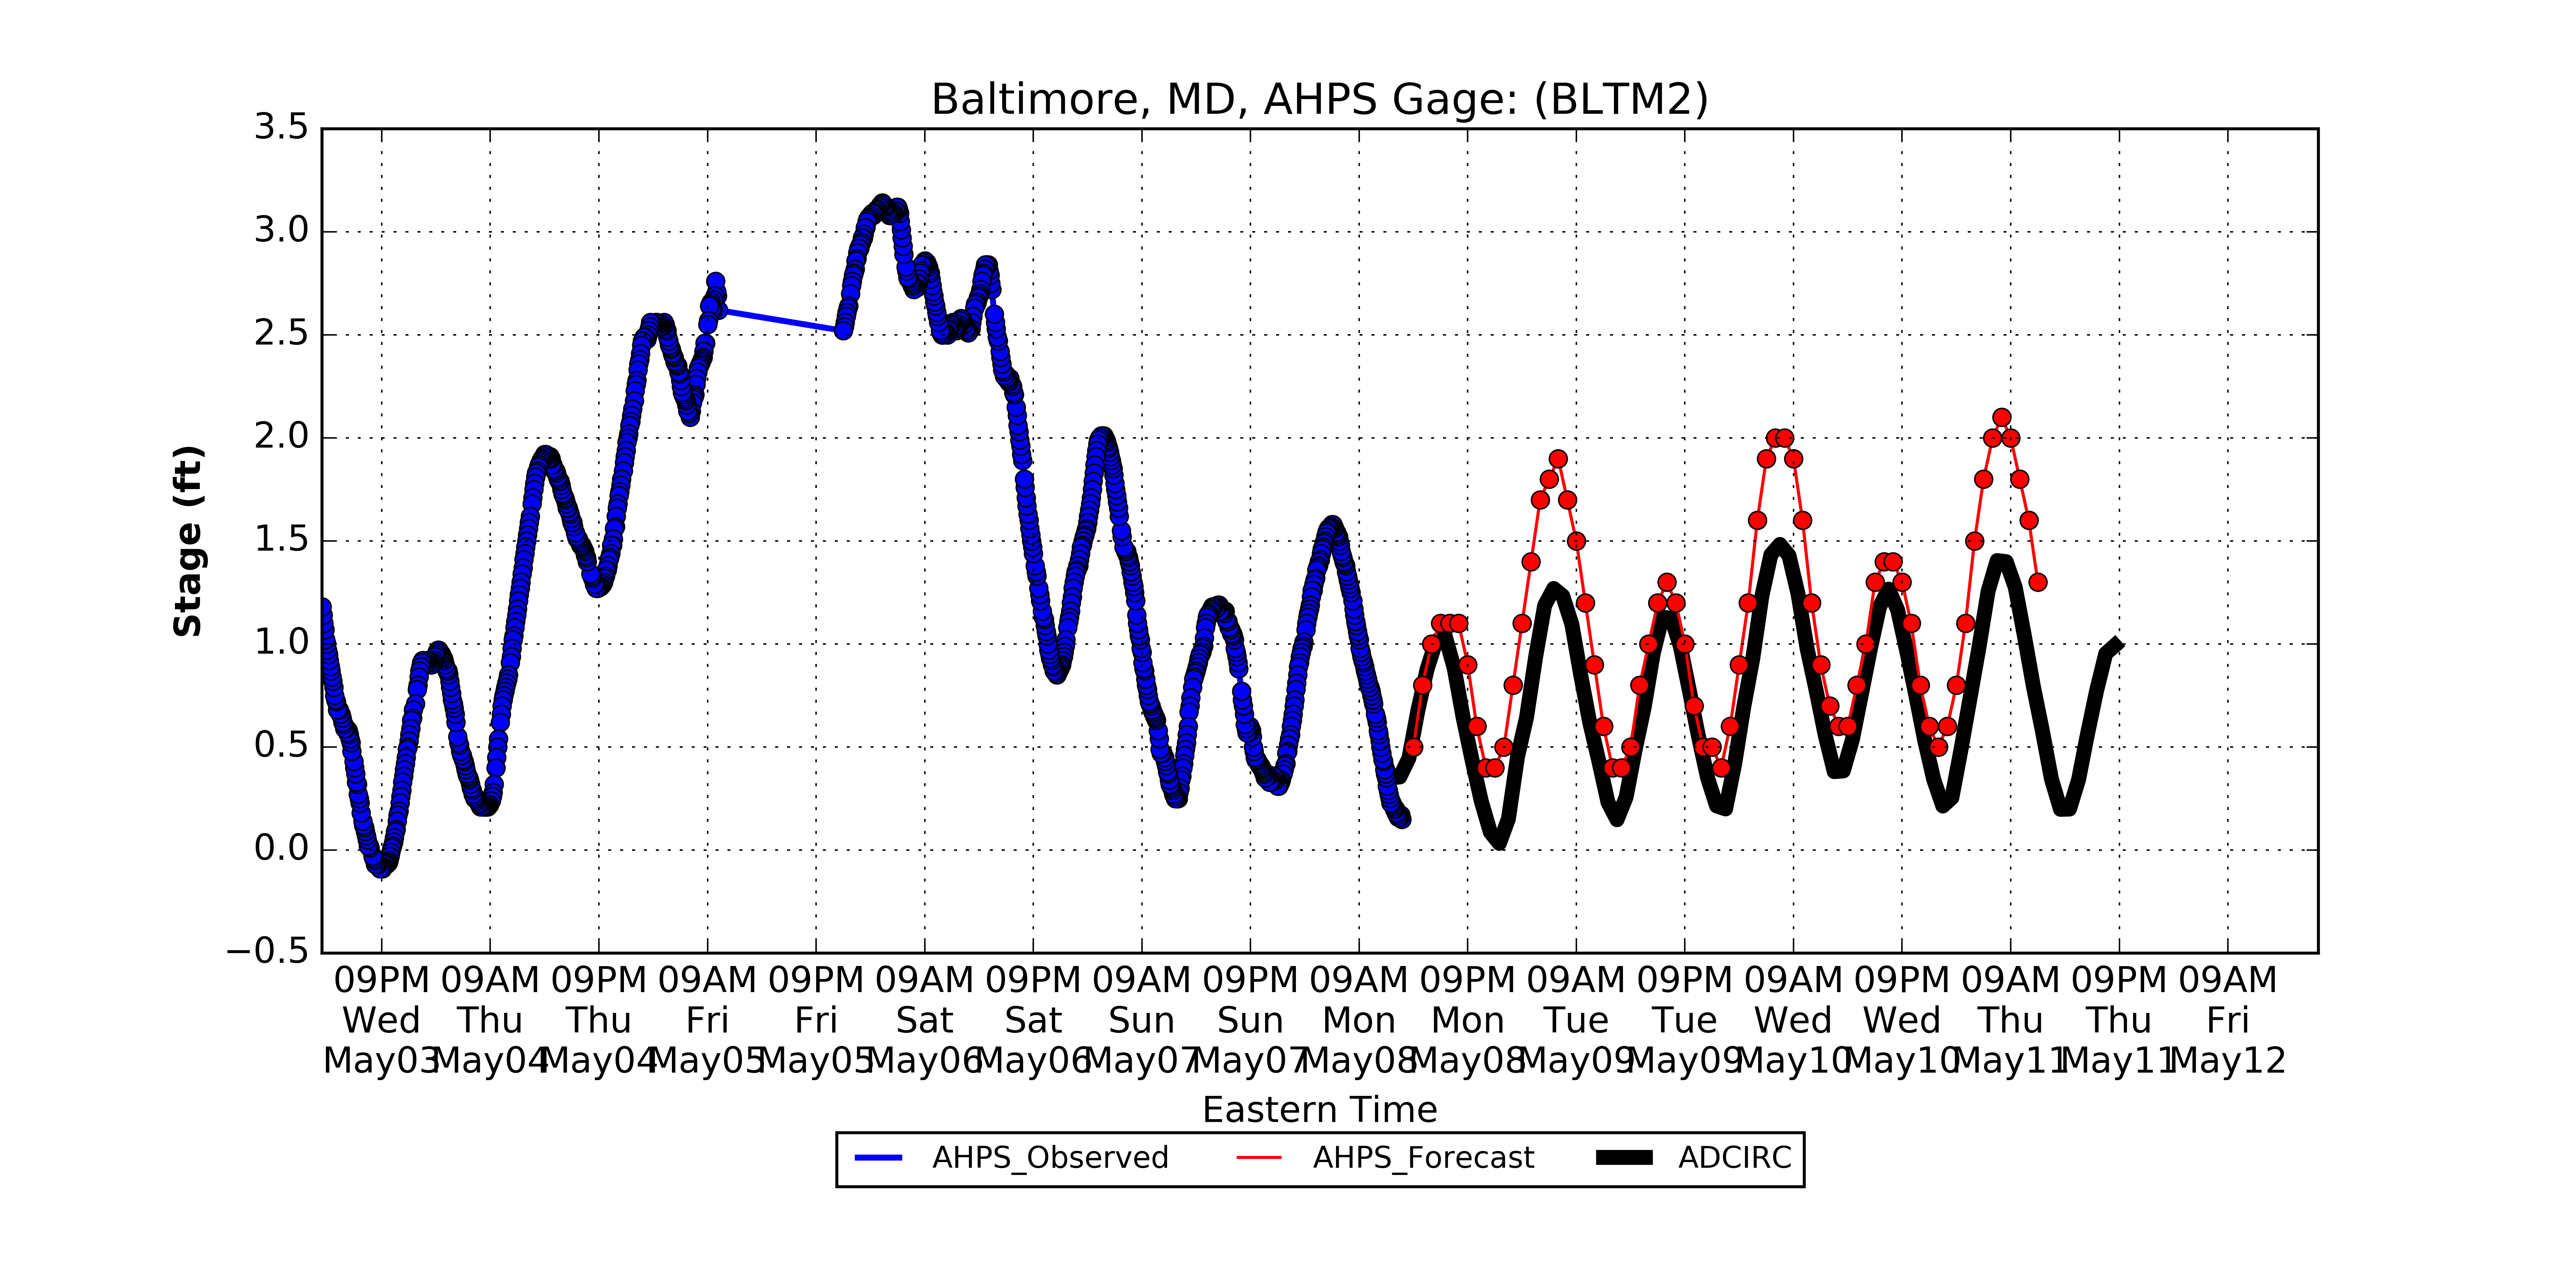 Baltimore, MD, AHPS Gage: (BLTM2)
3.5
3.0
2.5
2.0
1.5
1.0
0.5
0.0
−0.5
Stage (ft)
09PM 09AM 09PM 09AM 09PM 09AM 09PM 09AM 09PM 09AM 09PM 09AM 09PM 09AM 09PM 09AM 09PM 09AM
Wed Thu Thu Fri Fri Sat Sat Sun Sun Mon Mon Tue Tue Wed Wed Thu Thu Fri
May03 May04 May04 May05 May05 May06 May06 May07 May07 May08 May08 May09 May09 May10 May10 May11 May11 May12
Eastern Time
AHPS_Observed AHPS_Forecast ADCIRC